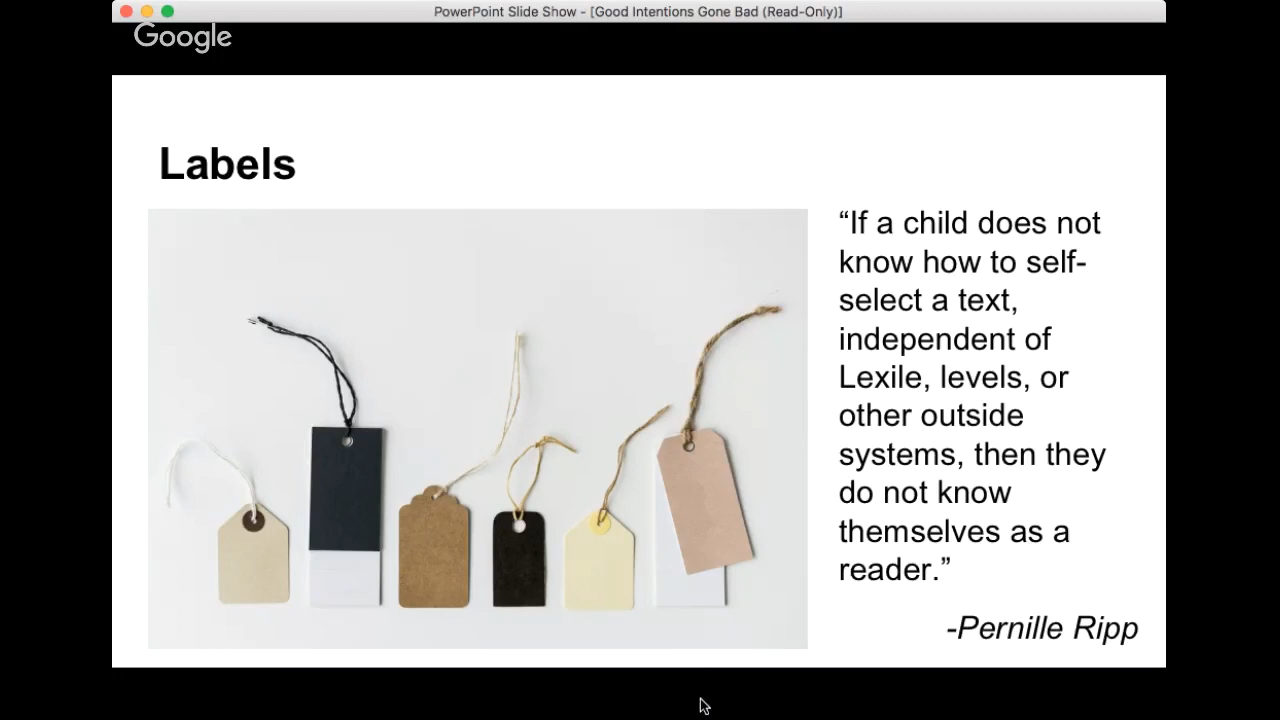 PowerPoint Slide Show - [Good Intentions Gone Bad (Read-Only)]
Google
Labels
“If a child does not
know how to self-
select a text,
independent of
Lexile, levels, or
other outside
systems, then they
do not know
themselves as a
reader.”
-Pernille Ripp